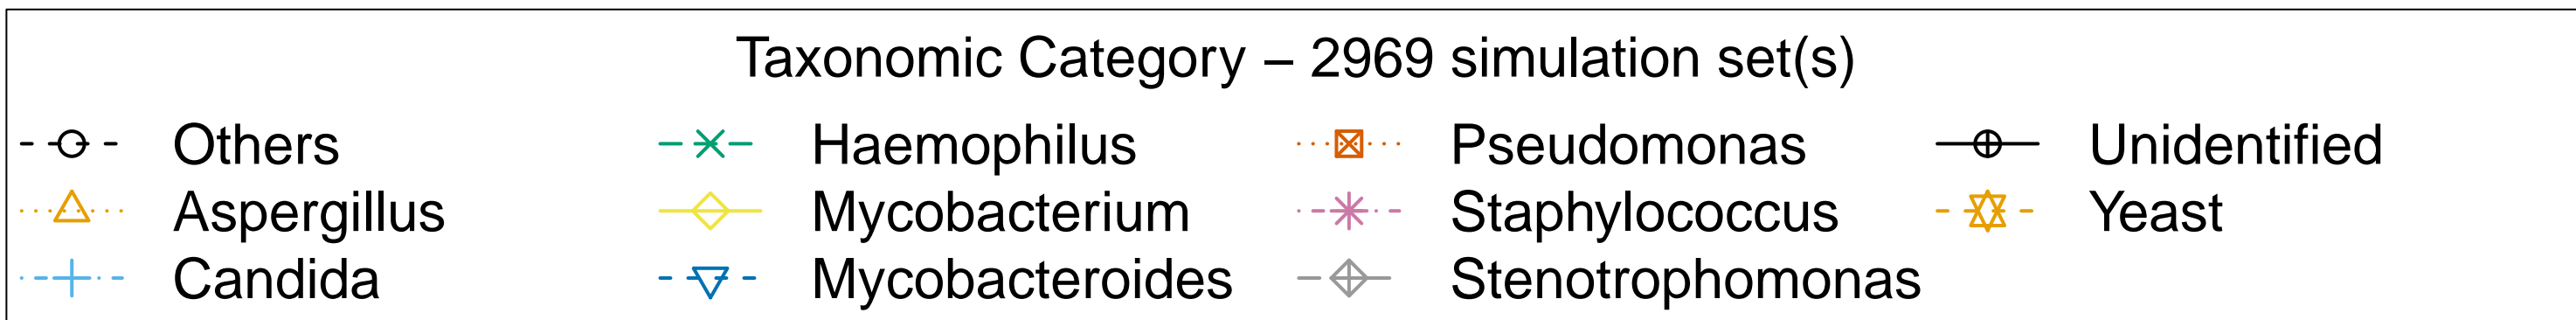 Taxonomic Category – 2969 simulation set(s)
Others Haemophilus Pseudomonas Unidentified
Aspergillus Mycobacterium Staphylococcus Yeast
Candida Mycobacteroides Stenotrophomonas